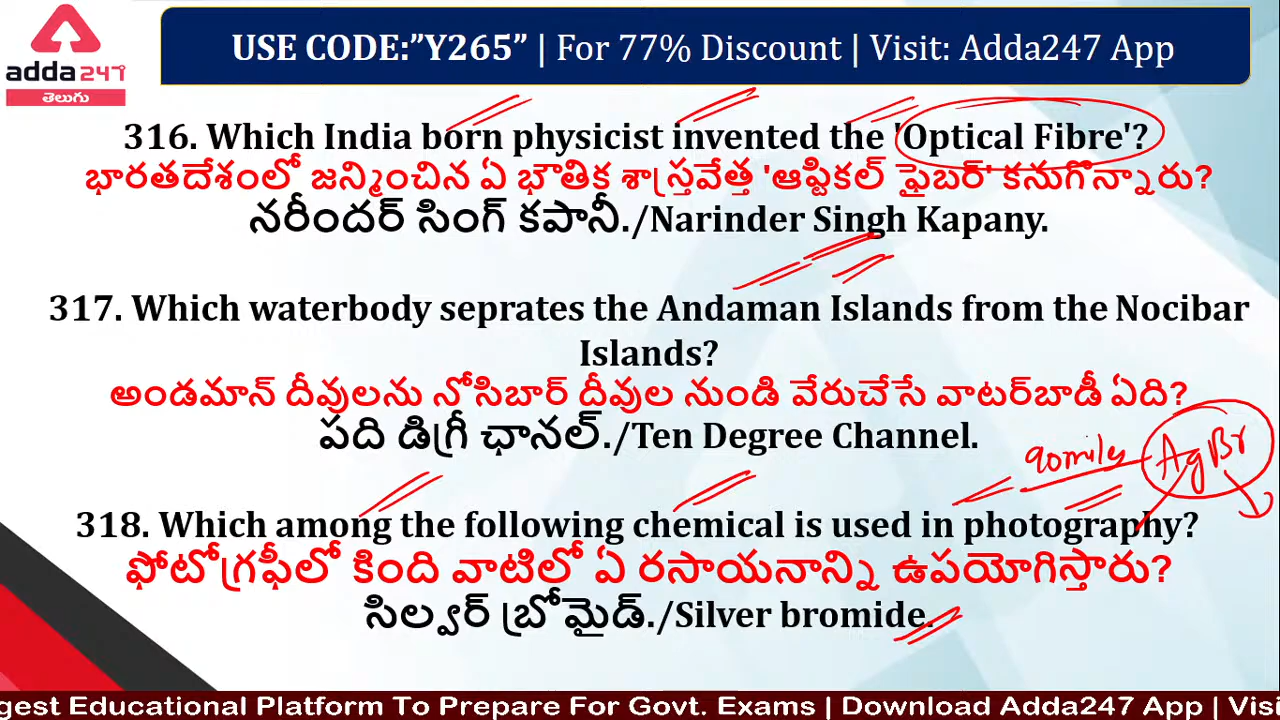 adda247
తెలుగు
USE CODE:”Y265” | For 77% Discount | Visit: Adda247 App
316. Which India born physicist invented the 'Optical Fibre'?
భారతదేశంలో జన్మించిన ఏ భౌతిక శాస్త్రవేత్త 'ఆప్టికల్ ఫైబర్' కనుగొన్నారు?
నరీందర్ సింగ్ కపానీ./Narinder Singh Kapany.
317. Which waterbody seprates the Andaman Islands from the Nocibar
Islands?
అండమాన్ దీవులను నోసిబార్ దీవుల నుండి వేరుచేసే వాటర్‌బాడీ ఏది?
పది డిగ్రీ ఛానల్./Ten Degree Channel.
90mily AgBr
318. Which among the following chemical is used in photography?
ఫోటోగ్రఫీలో కింది వాటిలో ఏ రసాయనాన్ని ఉపయోగిస్తారు?
సిల్వర్ బ్రోమైడ్./Silver bromide.
gest Educational Platform To Prepare For Govt. Exams | Download Adda247 App | Visi